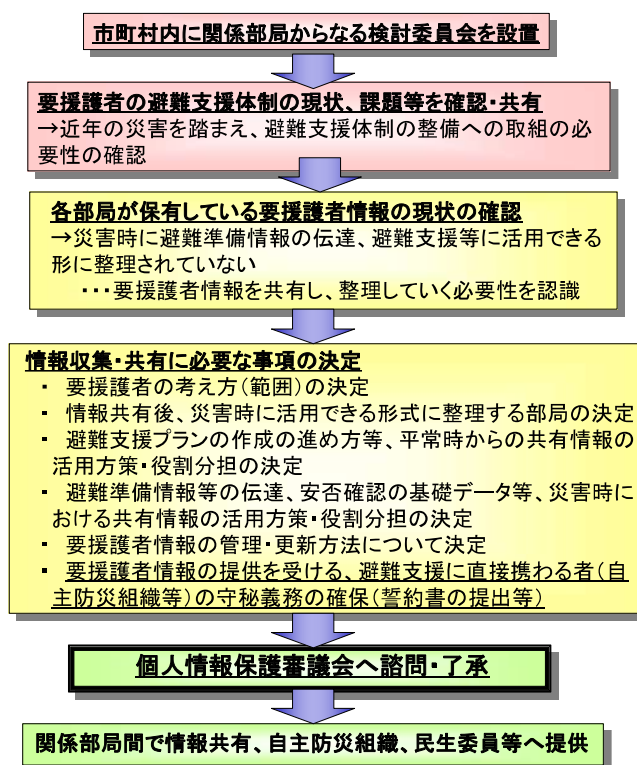 市町村内に関係部局からなる検討委員会を設置
要援護者の避難支援体制の現状、課題等を確認・共有
→近年の災害を踏まえ、避難支援体制の整備への取組の必
要性の確認
各部局が保有している要援護者情報の現状の確認
→災害時に避難準備情報の伝達、避難支援等に活用できる
形に整理されていない
・・・要援護者情報を共有し、整理していく必要性を認識
情報収集・共有に必要な事項の決定
・ 要援護者の考え方（範囲）の決定
・ 情報共有後、災害時に活用できる形式に整理する部局の決定
・ 避難支援プランの作成の進め方等、平常時からの共有情報の
活用方策・役割分担の決定
・ 避難準備情報等の伝達、安否確認の基礎データ等、災害時に
おける共有情報の活用方策・役割分担の決定
・ 要援護者情報の管理・更新方法について決定
・ 要援護者情報の提供を受ける、避難支援に直接携わる者（自
主防災組織等）の守秘義務の確保（誓約書の提出等）
個人情報保護審議会へ諮問・了承
関係部局間で情報共有、自主防災組織、民生委員等へ提供